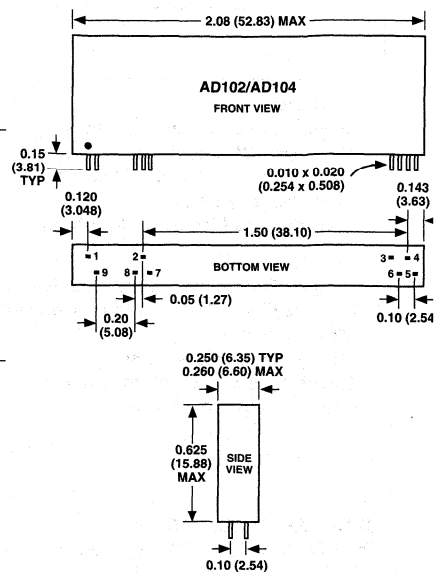 2.08 (52.83) MAX
AD102/AD104
FRONT VIEW
0.15
(3.81)
TYP
0.010 x 0.020
(0.254 x 0.508)
0.120
(3.048)
0.143
(3.63)
1.50 (38.10)
1
2
3
4
BOTTOM VIEW
9
8
7
6
5
0.05 (1.27)
0.20
(5.08)
0.10 (2.54
0.250 (6.35) TYP
0.260 (6.60) MAX
0.625
(15.88)
MAX
SIDE
VIEW
0.10 (2.54)